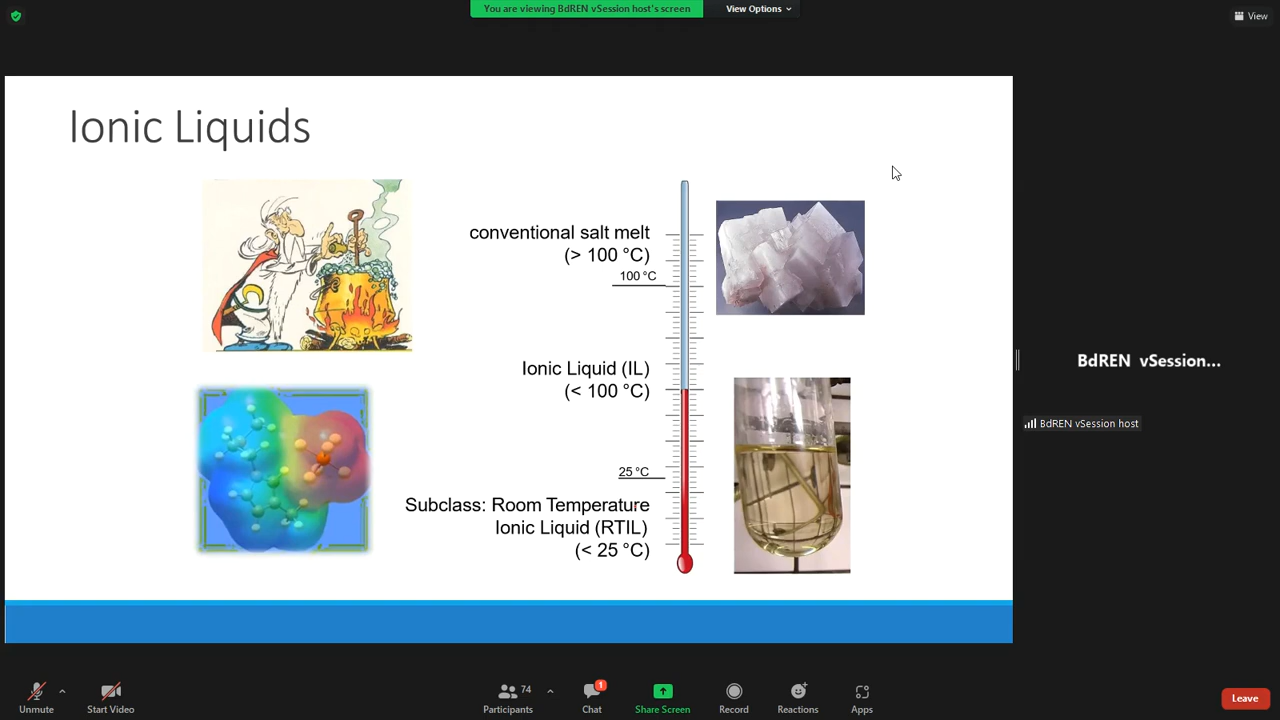 You are viewing BdREN vSession host's screen
View Options
View
Ionic Liquids
conventional salt melt
(> 100 °C)
100 °C
Ionic Liquid (IL)
(< 100 °C)
25 °C
Subclass: Room Temperature
Ionic Liquid (RTIL)
(< 25 °C)
BdREN vSession...
BdREN vSession host
Unmute
Start Video
74
Participants
1
Chat
Share Screen
Record
Reactions
Apps
Leave